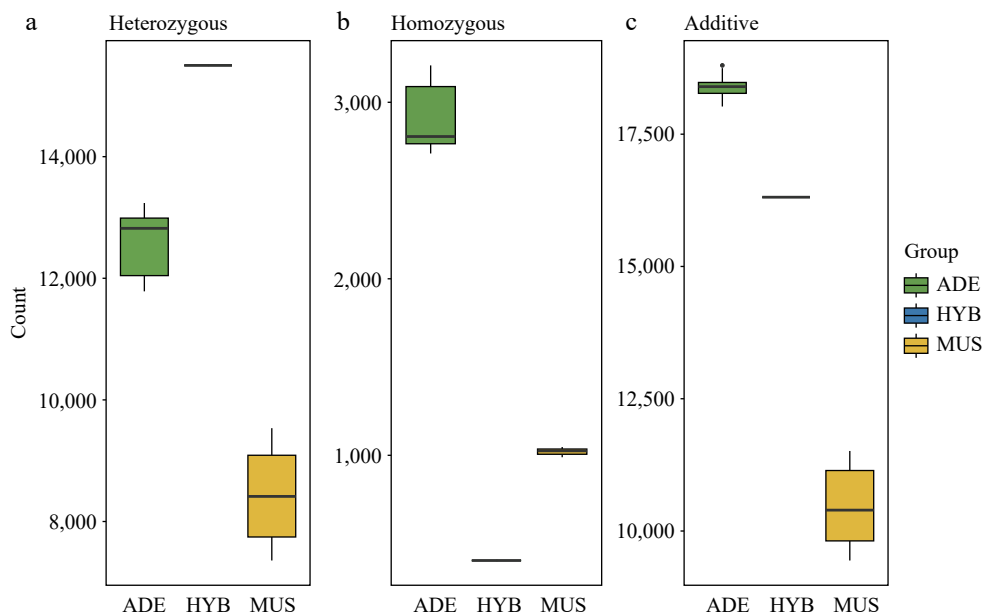 a Heterozygous
Count
14,000
12,000
10,000
8,000
ADE HYB MUS
b Homozygous
3,000
2,000
1,000
ADE HYB MUS
c Additive
17,500
15,000
12,500
10,000
ADE HYB MUS
Group
ADE
HYB
MUS